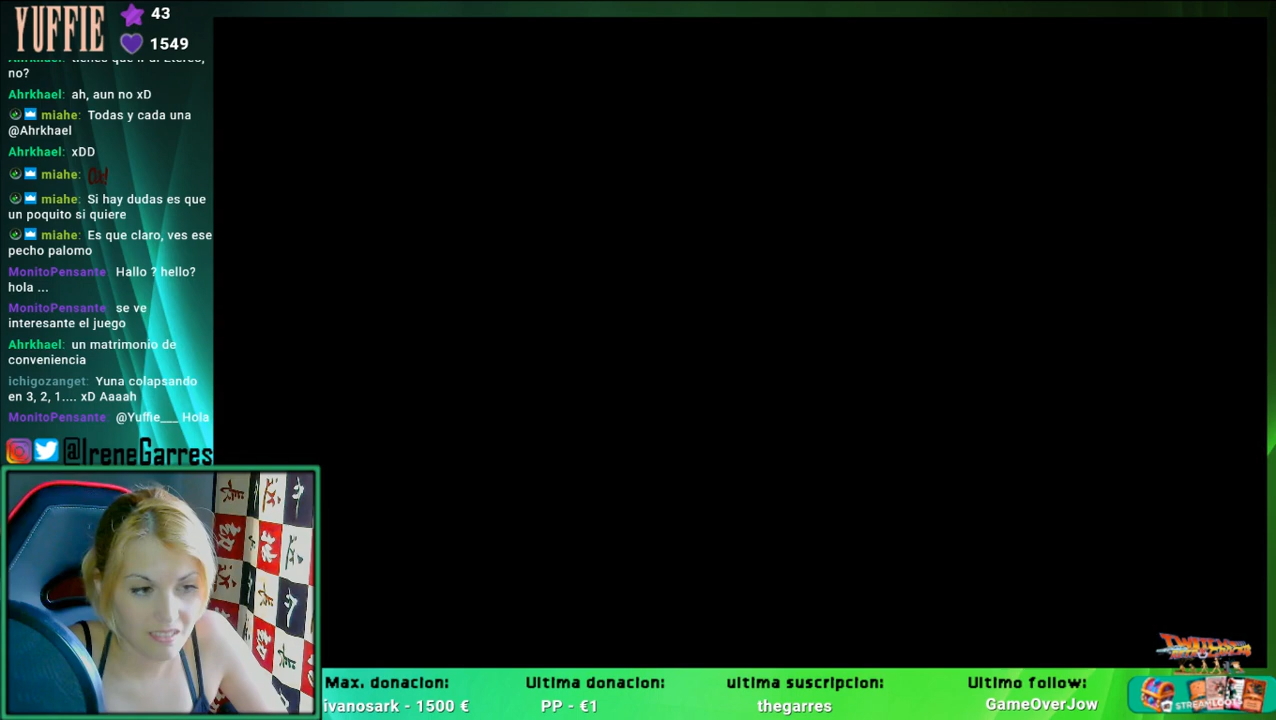 YUFFIE
43
1549
no?
Ahrkhael: ah, aun no xD
miahe: Todas y cada una
@Ahrkhael
Ahrkhael: xDD
miahe: Ox!
miahe: Si hay dudas es que
un poquito si quiere
miahe: Es que claro, ves ese
pecho palomo
MonitoPensante: Hallo ? hello?
hola ...
MonitoPensante: se ve
interesante el juego
Ahrkhael: un matrimonio de
conveniencia
ichigozanget: Yuna colapsando
en 3, 2, 1.... xD Aaaah
MonitoPensante: @Yuffie___ Hola
@IreneGarres
Max. donacion:
ivanosark - 1500 €
Ultima donacion:
PP - €1
ultima suscripcion:
thegarres
Ultimo follow:
GameOverJow
STREAMLOOTS